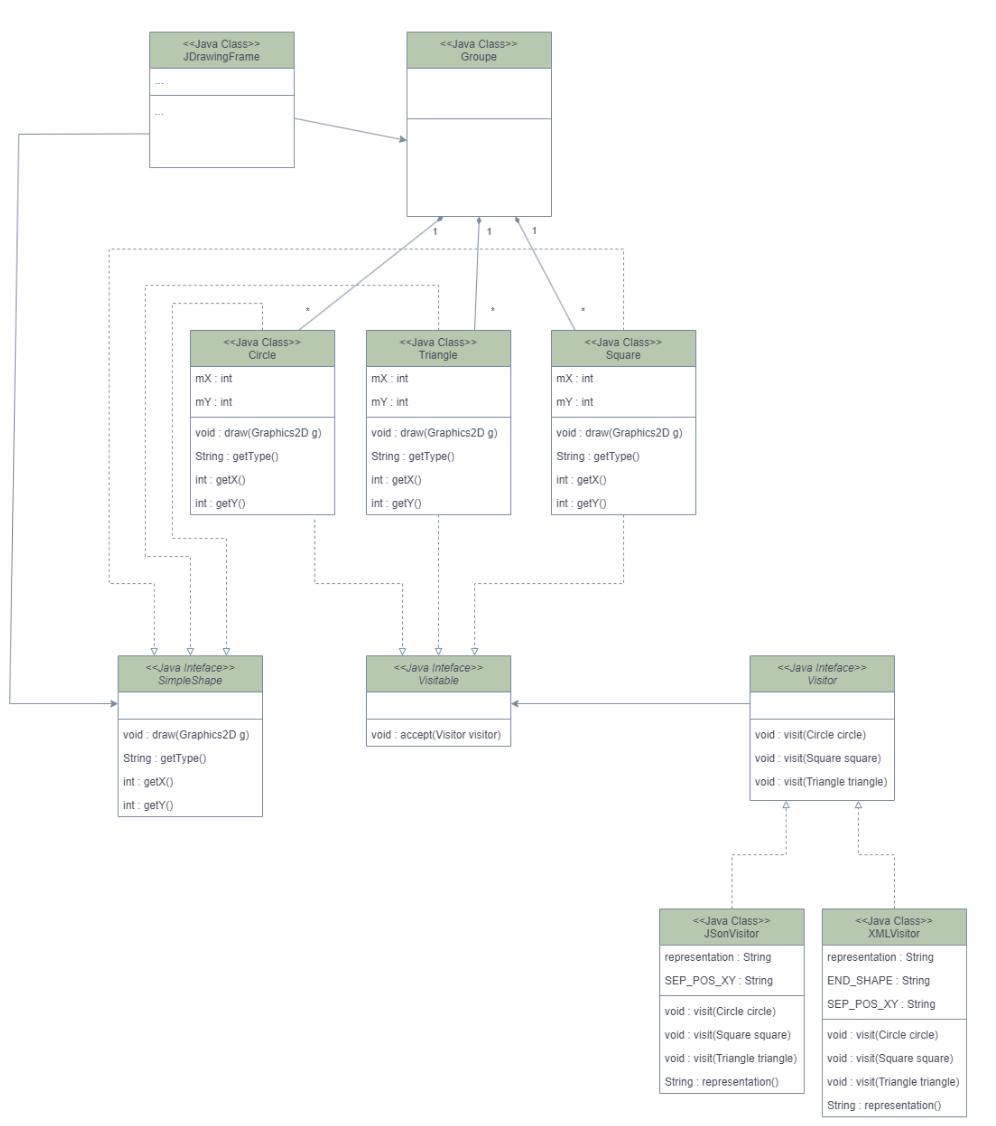 <<Java Class>>
JDrawingFrame
...
...
<<Java Class>>
Groupe
1
1
1
*
*
*
<<Java Class>>
Circle
mX : int
mY : int
void : draw(Graphics2D g)
String : getType()
int : getX()
int : getY()
<<Java Class>>
Triangle
mX : int
mY : int
void : draw(Graphics2D g)
String : getType()
int : getX()
int : getY()
<<Java Class>>
Square
mX : int
mY : int
void : draw(Graphics2D g)
String : getType()
int : getX()
int : getY()
<<Java Inteface>>
SimpleShape
void : draw(Graphics2D g)
String : getType()
int : getX()
int : getY()
<<Java Inteface>>
Visitable
void : accept(Visitor visitor)
<<Java Inteface>>
Visitor
void : visit(Circle circle)
void : visit(Square square)
void : visit(Triangle triangle)
<<Java Class>>
JSonVisitor
representation : String
SEP_POS_XY : String
void : visit(Circle circle)
void : visit(Square square)
void : visit(Triangle triangle)
String : representation()
<<Java Class>>
XMLVisitor
representation : String
END_SHAPE : String
SEP_POS_XY : String
void : visit(Circle circle)
void : visit(Square square)
void : visit(Triangle triangle)
String : representation()